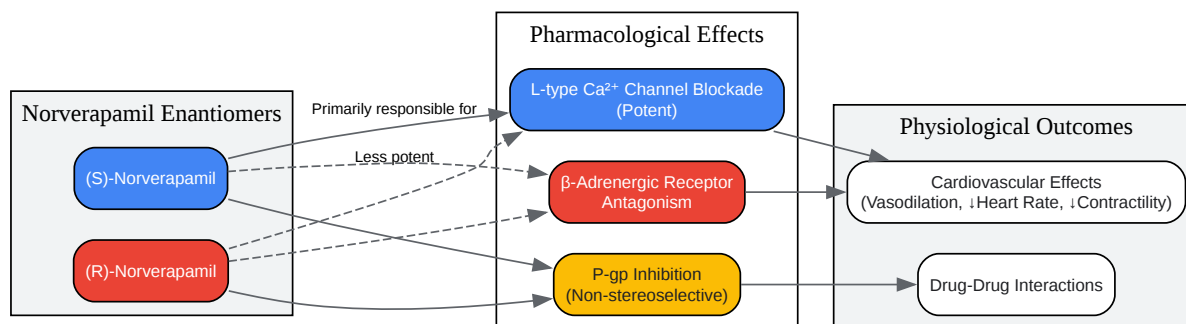 Norverapamil Enantiomers
(S)-Norverapamil
(R)-Norverapamil
Primarily responsible for
Less potent
Pharmacological Effects
L-type Ca²⁺ Channel Blockade
(Potent)
β-Adrenergic Receptor
Antagonism
P-gp Inhibition
(Non-stereoselective)
Physiological Outcomes
Cardiovascular Effects
(Vasodilation, ↓Heart Rate, ↓Contractility)
Drug-Drug Interactions